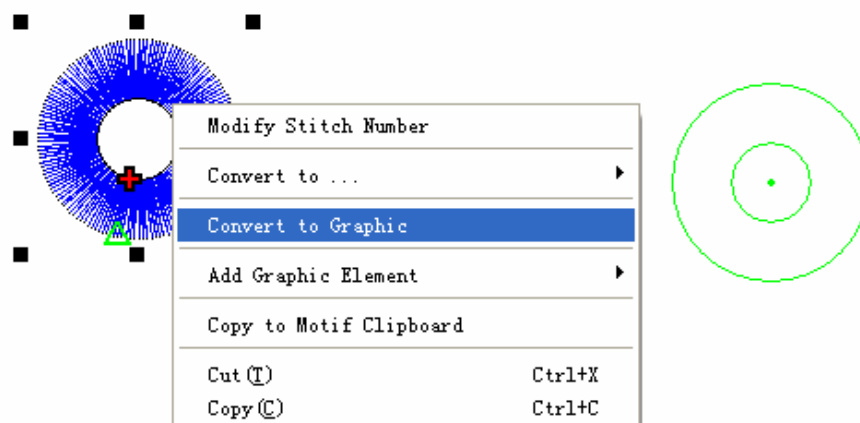 Modify Stitch Number
Convert to ...
Convert to Graphic
Add Graphic Element
Copy to Motif Clipboard
Cut(T) Ctrl+X
Copy(C) Ctrl+C